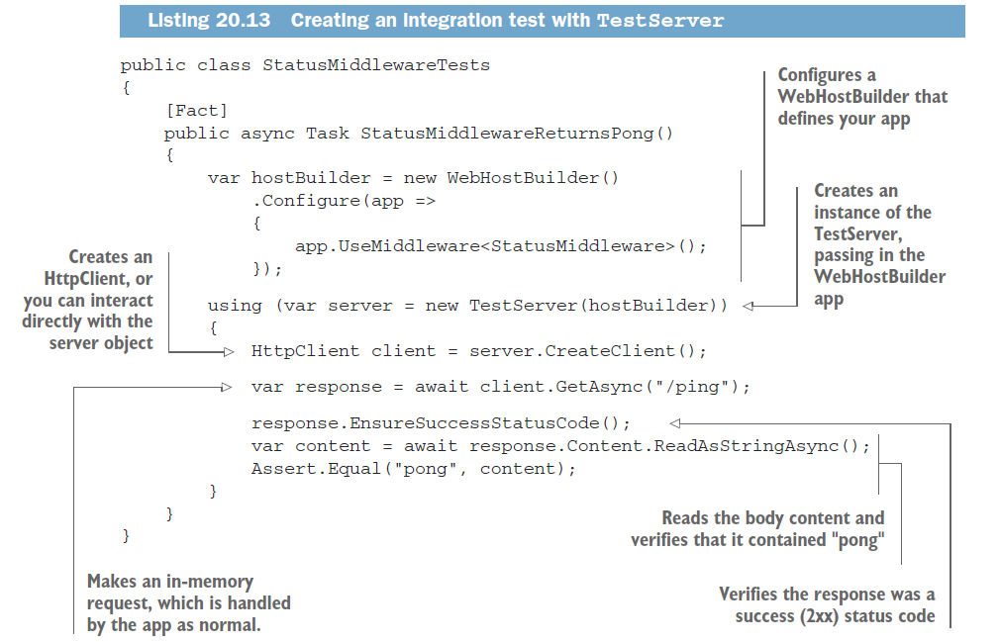 Listing 20.13 Creating an integration test with TestServer
public class StatusMiddlewareTests
{
[Fact]
public async Task StatusMiddlewareReturnsPong()
{
var hostBuilder = new WebHostBuilder()
.Configure(app =>
{
app.UseMiddleware<StatusMiddleware>();
});
using (var server = new TestServer(hostBuilder))
{
HttpClient client = server.CreateClient();
var response = await client.GetAsync("/ping");
response.EnsureSuccessStatusCode();
var content = await response.Content.ReadAsStringAsync();
Assert.Equal("pong", content);
}
}
}
Configures a
WebHostBuilder that
defines your app
Creates an
instance of the
TestServer,
passing in the
WebHostBuilder
app
Creates an
HttpClient, or
you can interact
directly with the
server object
Reads the body content and
verifies that it contained "pong"
Makes an in-memory
request, which is handled
by the app as normal.
Verifies the response was a
success (2xx) status code